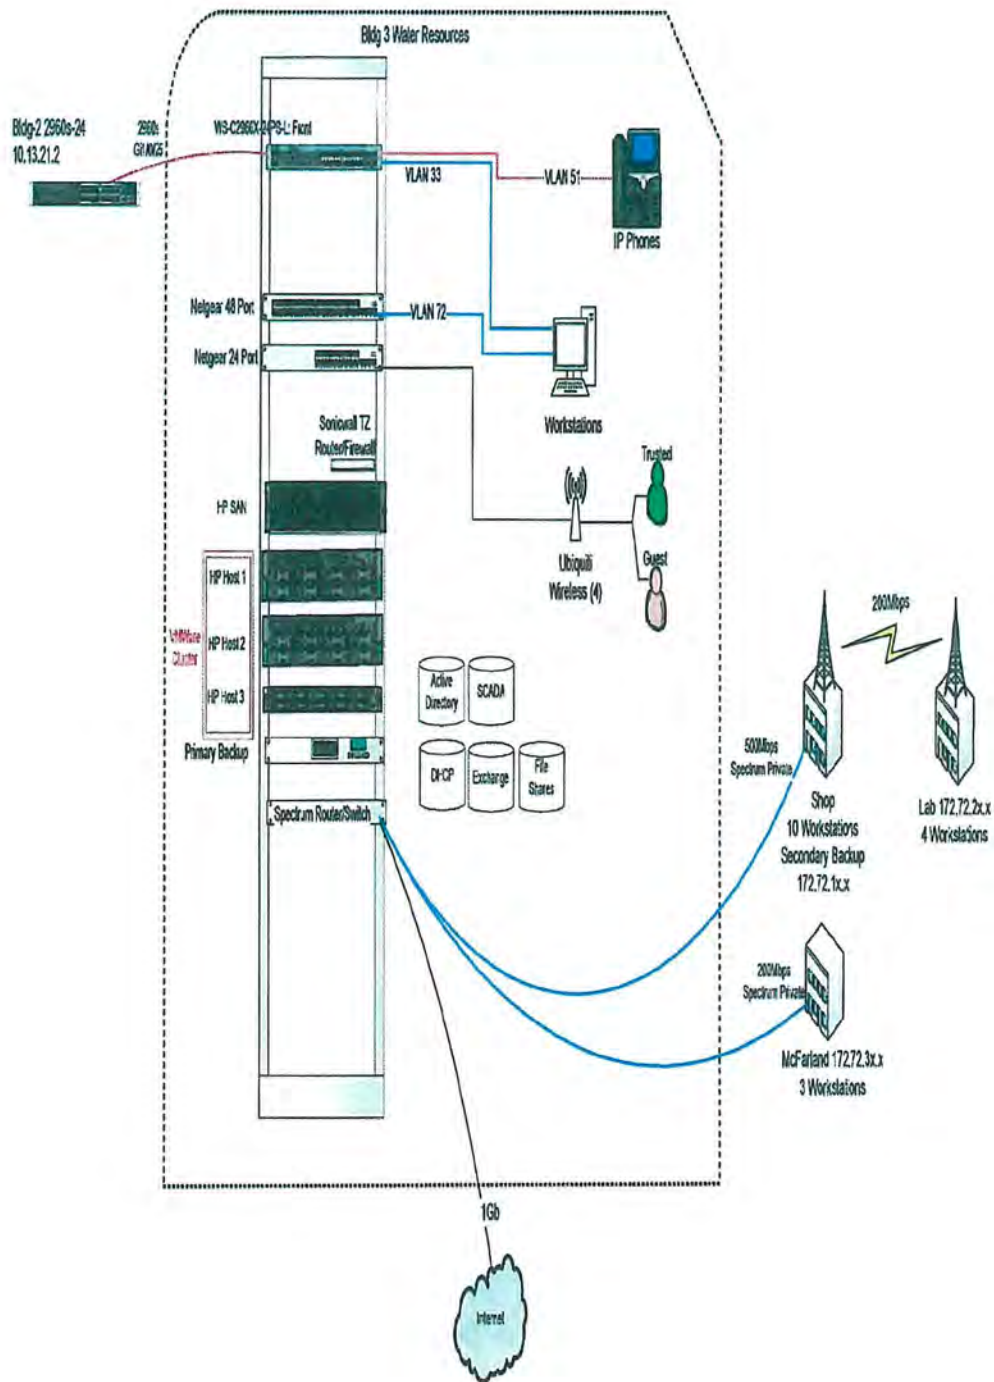 Bldg 3 Water Resources
Bldg-2 2960s-24
10.13.21.2
2960s
WS-C2960X-24PS-L: Front
VLAN 33
VLAN 51
IP Phones
Netgear 48 Port
VLAN 72
Netgear 24 Port
Workstations
Sonicwall TZ
Router/Firewall
Trusted
HP SAN
Guest
Ubiquiti
Wireless (4)
HP Host 1
VMWare
Cluster
HP Host 2
HP Host 3
Active
Directory
SCADA
Primary Backup
DHCP
Exchange
File
Shares
Spectrum Router/Switch
200Mbps
500Mbps
Spectrum Private
Shop
10 Workstations
Secondary Backup
172.72.1x.x
Lab 172.72.2x.x
4 Workstations
200Mbps
Spectrum Private
McFarland 172.72.3x.x
3 Workstations
1Gb
Internet